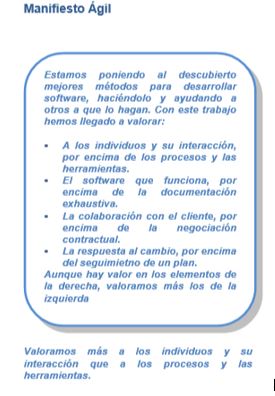 Manifiesto Ágil
Estamos poniendo al descubierto
mejores métodos para desarrollar
software, haciéndolo y ayudando a
otros a que lo hagan. Con este trabajo
hemos llegado a valorar:
• A los individuos y su interacción,
por encima de los procesos y las
herramientas.
• El software que funciona, por
encima de la documentación
exhaustiva.
• La colaboración con el cliente, por
encima de la negociación
contractual.
• La respuesta al cambio, por encima
del seguimietno de un plan.
Aunque hay valor en los elementos de
la derecha, valoramos más los de la
izquierda
Valoramos más a los individuos y su
interacción que a los procesos y las
herramientas.